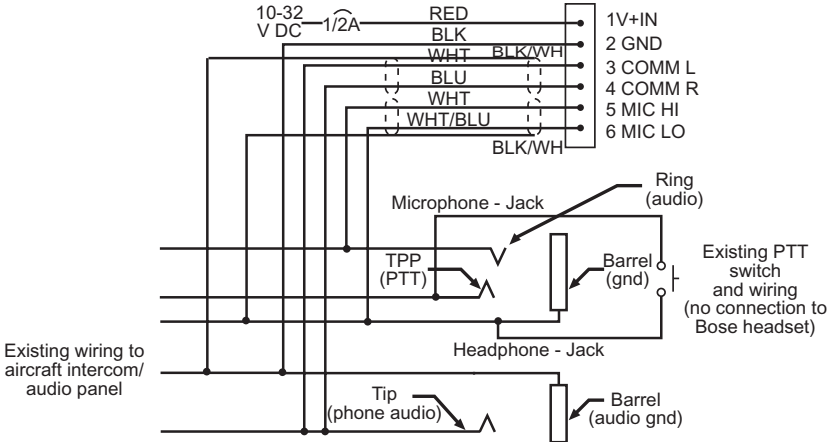 10-32
V DC
1/2A
RED
BLK
BLK/WH
WHT
BLU
WHT
WHT/BLU
BLK/WH
1V+IN
2 GND
3 COMM L
4 COMM R
5 MIC HI
6 MIC LO
Microphone - Jack
Ring
(audio)
TPP
(PTT)
Barrel
(gnd)
Existing PTT
switch
and wiring
(no connection to
Bose headset)
Headphone - Jack
Existing wiring to
aircraft intercom/
audio panel
Tip
(phone audio)
Barrel
(audio gnd)